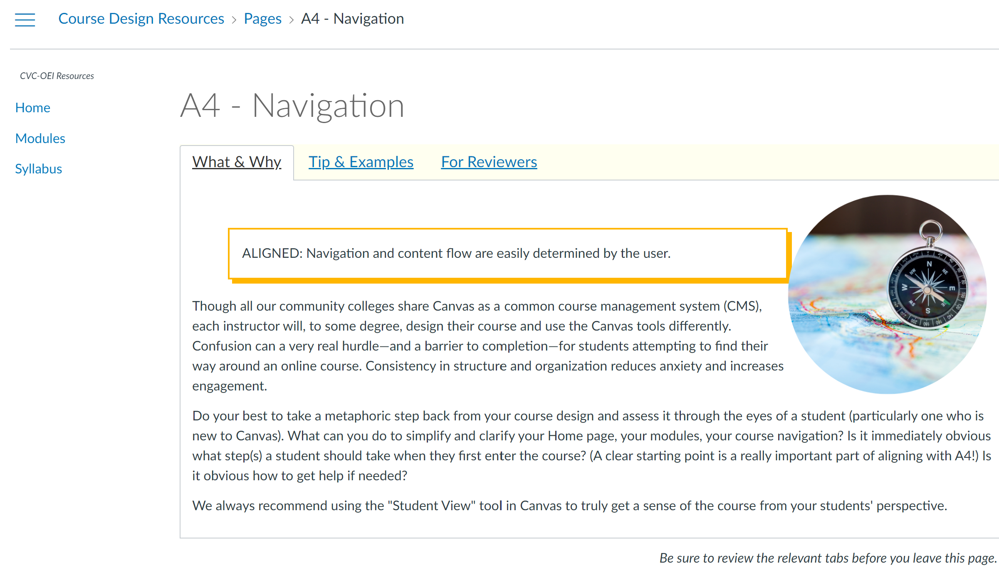 Course Design Resources > Pages > A4 - Navigation
CVC-OEI Resources
Home
Modules
Syllabus
A4 - Navigation
What & Why
Tip & Examples
For Reviewers
ALIGNED: Navigation and content flow are easily determined by the user.
N
NE
E
S
SW
W
NW
Though all our community colleges share Canvas as a common course management system (CMS),
each instructor will, to some degree, design their course and use the Canvas tools differently.
Confusion can a very real hurdle—and a barrier to completion—for students attempting to find their
way around an online course. Consistency in structure and organization reduces anxiety and increases
engagement.
Do your best to take a metaphoric step back from your course design and assess it through the eyes of a student (particularly one who is
new to Canvas). What can you do to simplify and clarify your Home page, your modules, your course navigation? Is it immediately obvious
what step(s) a student should take when they first enter the course? (A clear starting point is a really important part of aligning with A4!) Is
it obvious how to get help if needed?
We always recommend using the "Student View" tool in Canvas to truly get a sense of the course from your students' perspective.
Be sure to review the relevant tabs before you leave this page.